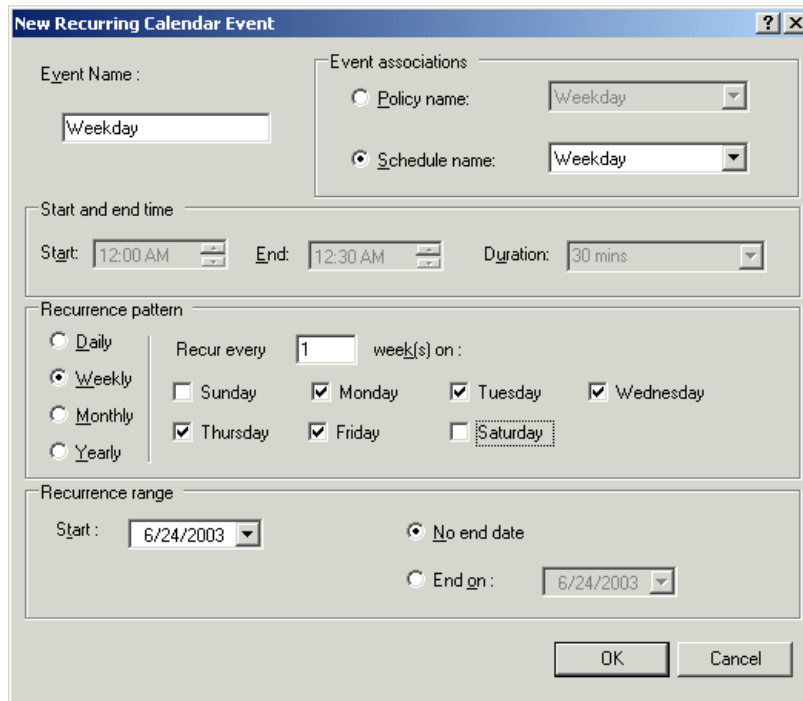 New Recurring Calendar Event
Event Name :
Weekday
Event associations
Policy name:
Weekday
Schedule name:
Weekday
Start and end time
Start:
12:00 AM
End:
12:30 AM
Duration:
30 mins
Recurrence pattern
Daily
Weekly
Monthly
Yearly
Recur every
1
week(s) on :
Sunday
Monday
Tuesday
Wednesday
Thursday
Friday
Saturday
Recurrence range
Start :
6/24/2003
No end date
End on :
6/24/2003
OK
Cancel